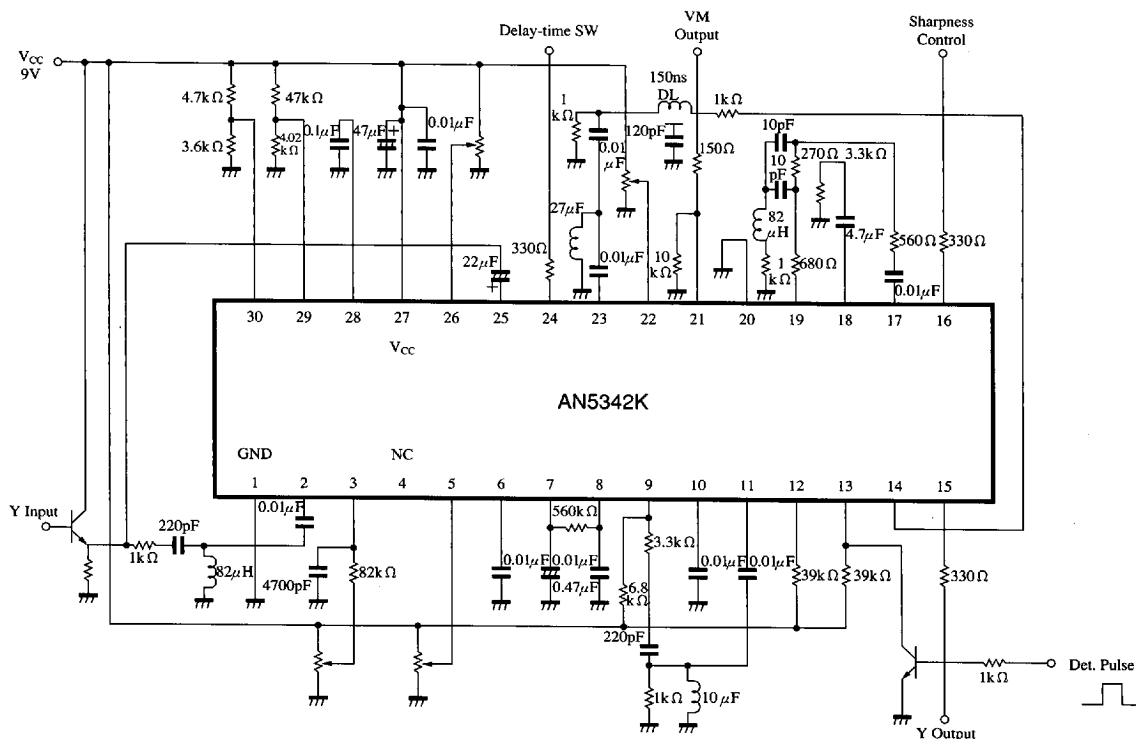 Delay-time SW
VM
Output
Sharpness
Control
VCC
9V
150ns
DL
1kΩ
4.7kΩ
47kΩ
0.1μF
47μF
+
0.01μF
1
kΩ
120pF
10pF
270Ω
3.3kΩ
3.6kΩ
4.02
kΩ
0.01
μF
150Ω
10
pF
27μF
82
μH
4.7μF
560Ω
330Ω
22μF
+
330Ω
0.01μF
10
kΩ
1
kΩ
680Ω
0.01μF
30
29
28
27
26
25
24
23
22
21
20
19
18
17
16
VCC
AN5342K
GND
NC
1
2
3
4
5
6
7
8
9
10
11
12
13
14
15
Y Input
220pF
0.01μF
560kΩ
1kΩ
82μH
4700pF
82kΩ
0.01μF
0.01μF
0.47μF
3.3kΩ
6.8
kΩ
0.01μF
0.01μF
39kΩ
39kΩ
330Ω
220pF
1kΩ
10μF
1kΩ
Det. Pulse
Y Output